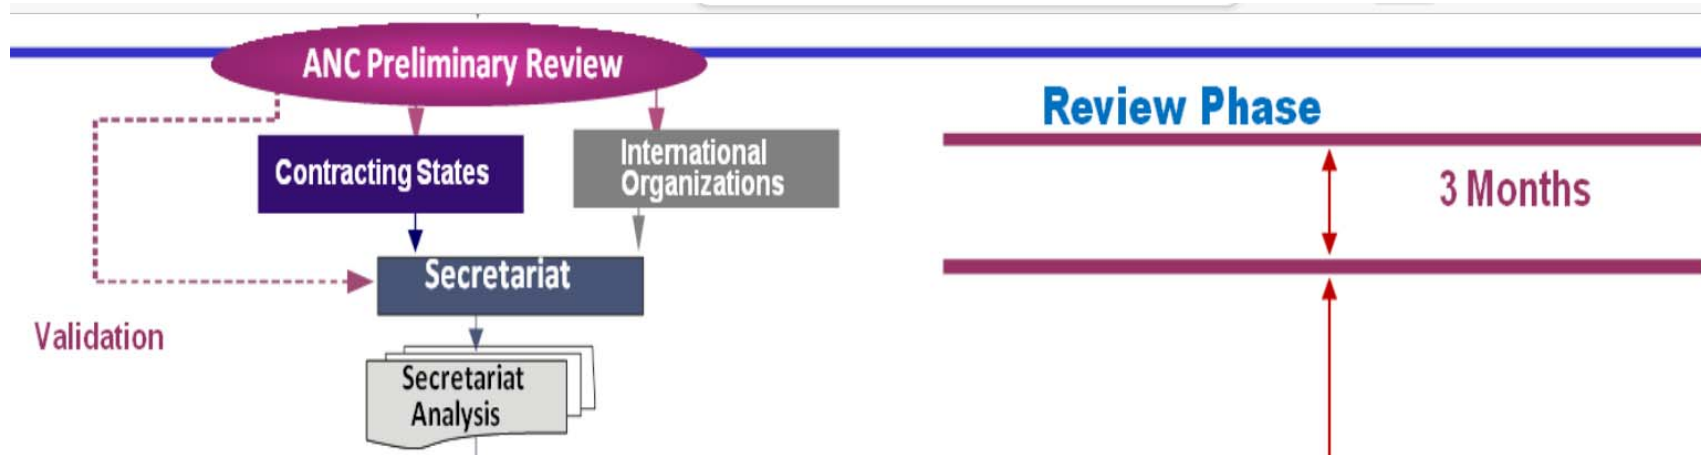 ANC Preliminary Review
Review Phase
Contracting States
International
Organizations
3 Months
Secretariat
Validation
Secretariat
Analysis